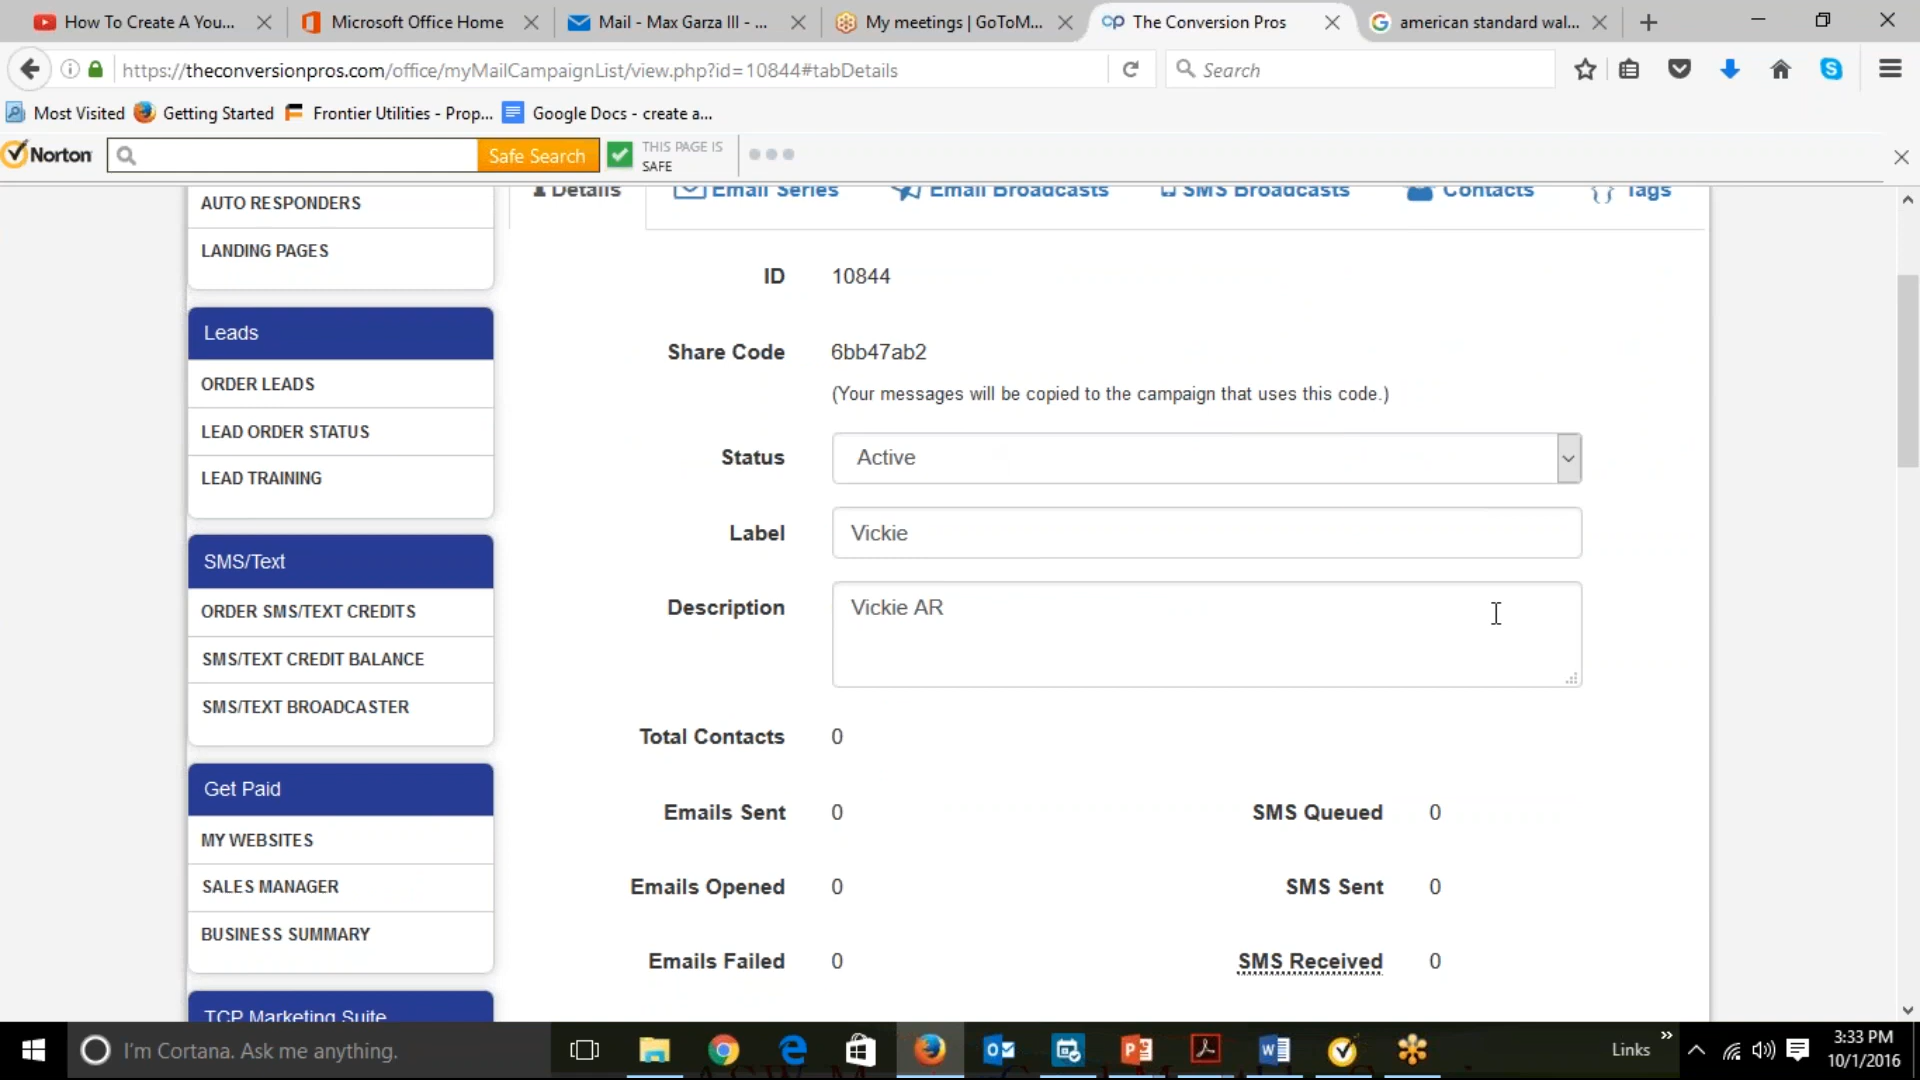 How To Create A You...
Microsoft Office Home
Mail - Max Garza III - ...
My meetings | GoToM...
The Conversion Pros
american standard wal...
https://theconversionpros.com/office/myMailCampaignList/view.php?id=10844#tabDetails
Search
Most Visited
Getting Started
Frontier Utilities - Prop...
Google Docs - create a...
Norton
Safe Search
THIS PAGE IS
SAFE
Details
Email Series
Email Broadcasts
SMS Broadcasts
Contacts
Tags
AUTO RESPONDERS
LANDING PAGES
Leads
ORDER LEADS
LEAD ORDER STATUS
LEAD TRAINING
SMS/Text
ORDER SMS/TEXT CREDITS
SMS/TEXT CREDIT BALANCE
SMS/TEXT BROADCASTER
Get Paid
MY WEBSITES
SALES MANAGER
BUSINESS SUMMARY
TCP Marketing Suite
ID 10844
Share Code 6bb47ab2
(Your messages will be copied to the campaign that uses this code.)
Status Active
Label Vickie
Description Vickie AR
Total Contacts 0
Emails Sent 0 SMS Queued 0
Emails Opened 0 SMS Sent 0
Emails Failed 0 SMS Received 0
I'm Cortana. Ask me anything.
Links
3:33 PM
10/1/2016